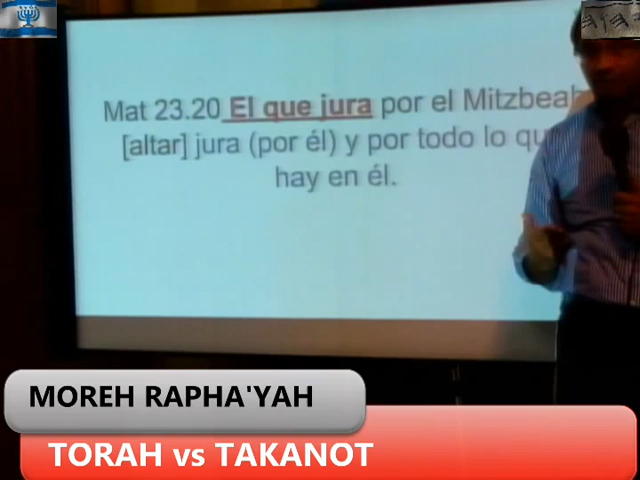 Mat 23.20 El que jura por el Mitzbeah
[altar] jura (por él) y por todo lo
hay en él.
MOREH RAPHA'YAH
TORAH vs TAKANOT